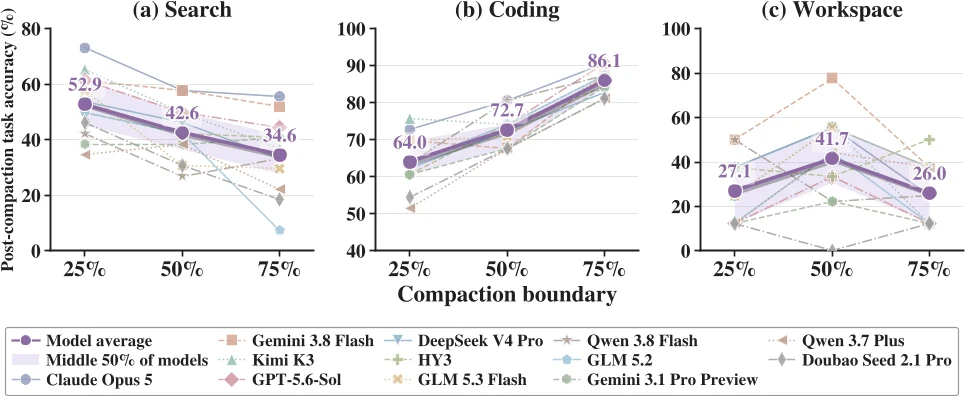 (a) Search
(b) Coding
(c) Workspace
Post-compaction task accuracy (%)
80
60
40
20
0
52.9
42.6
34.6
25%
50%
75%
100
90
80
70
60
50
40
64.0
72.7
86.1
25%
50%
75%
100
80
60
40
20
0
27.1
41.7
26.0
25%
50%
75%
Compaction boundary
Model average
Middle 50% of models
Claude Opus 5
Gemini 3.8 Flash
Kimi K3
GPT-5.6-Sol
DeepSeek V4 Pro
HY3
GLM 5.3 Flash
Qwen 3.8 Flash
GLM 5.2
Gemini 3.1 Pro Preview
Qwen 3.7 Plus
Doubao Seed 2.1 Pro